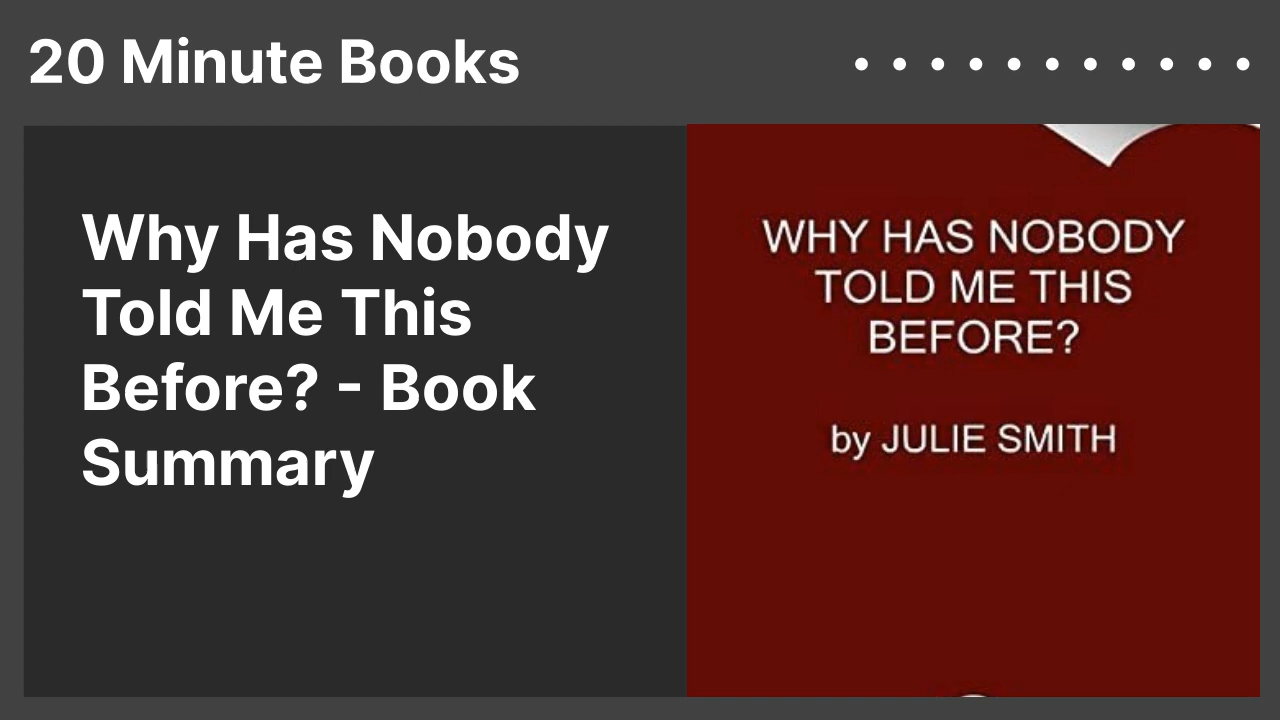 20 Minute Books
Why Has Nobody
Told Me This
Before? - Book
Summary
WHY HAS NOBODY
TOLD ME THIS
BEFORE?
by JULIE SMITH